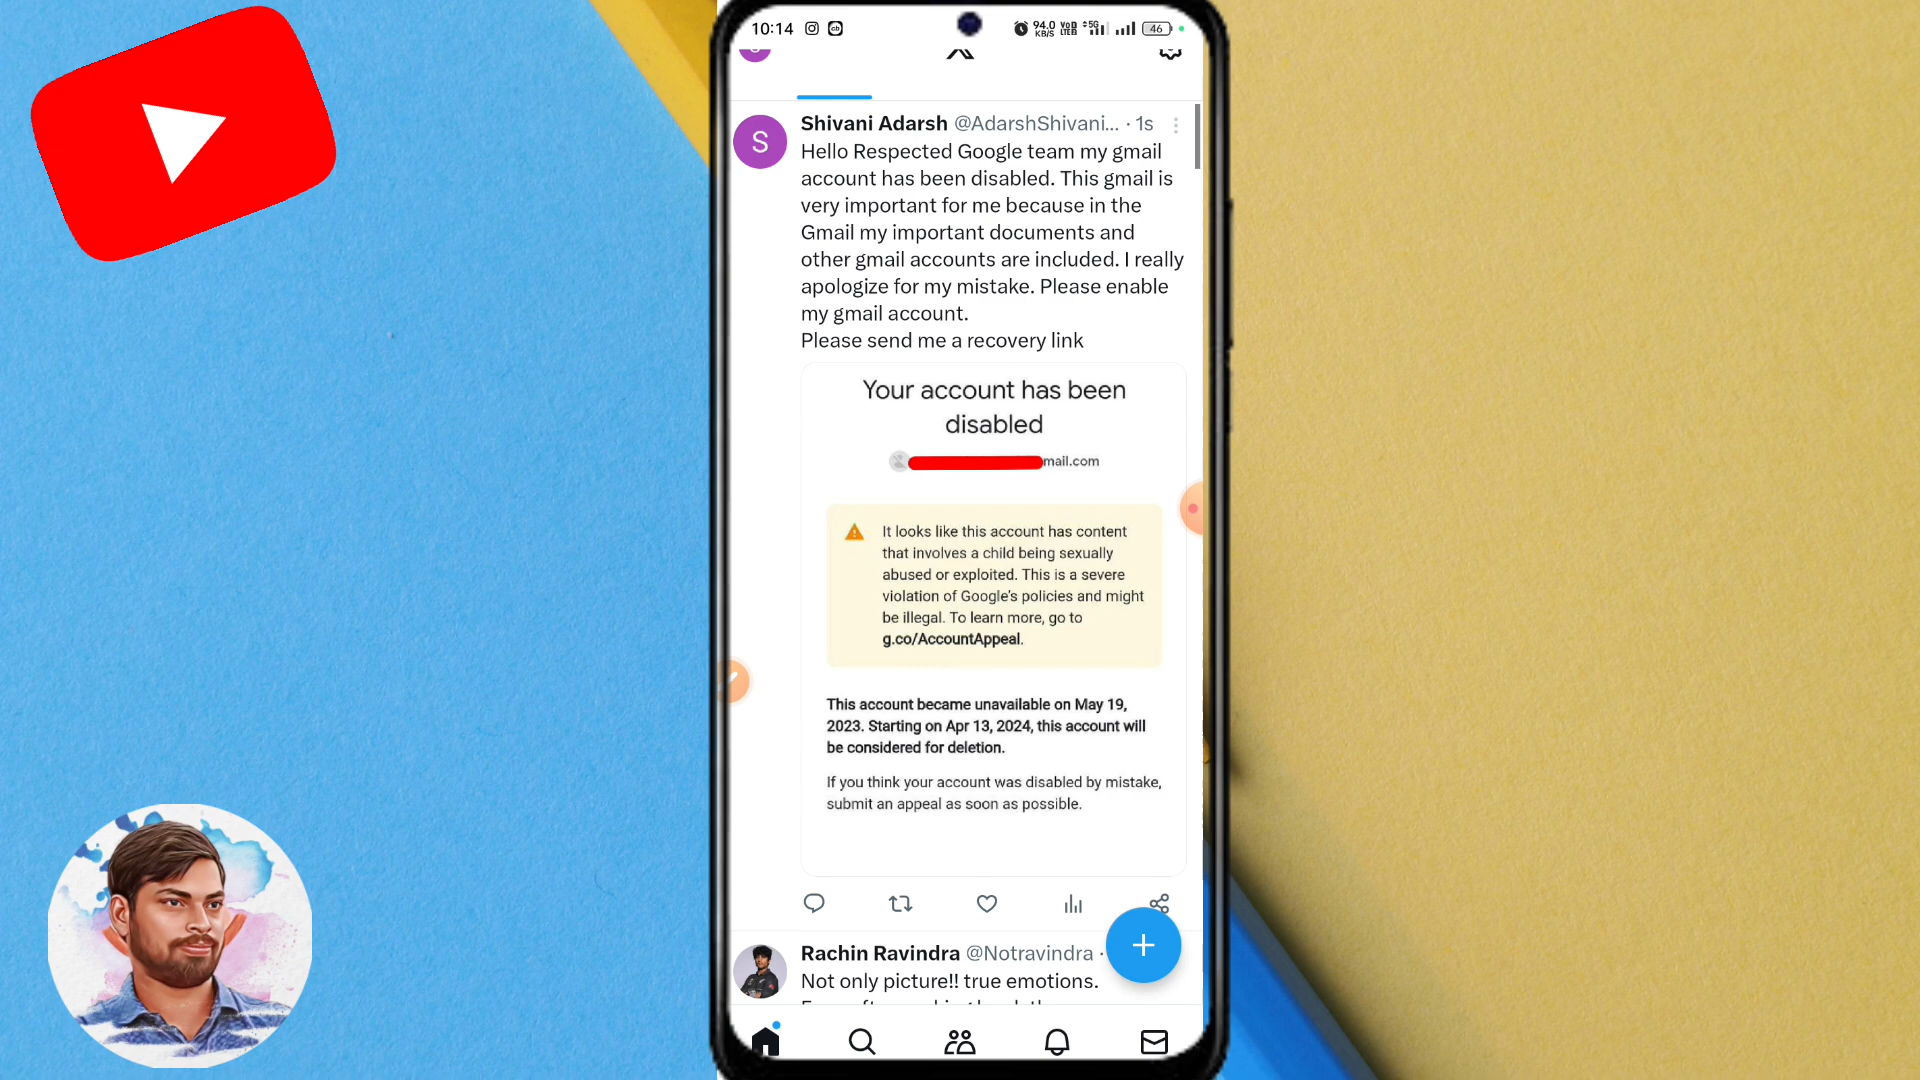 10:14
94.0
KB/S
VoD
LTE
5G
46
Shivani Adarsh @AdarshShivani... · 1s
S
Hello Respected Google team my gmail
account has been disabled. This gmail is
very important for me because in the
Gmail my important documents and
other gmail accounts are included. I really
apologize for my mistake. Please enable
my gmail account.
Please send me a recovery link
Your account has been
disabled
mail.com
It looks like this account has content
that involves a child being sexually
abused or exploited. This is a severe
violation of Google's policies and might
be illegal. To learn more, go to
g.co/AccountAppeal.
This account became unavailable on May 19,
2023. Starting on Apr 13, 2024, this account will
be considered for deletion.
If you think your account was disabled by mistake,
submit an appeal as soon as possible.
Rachin Ravindra @Notravindra ·
Not only picture!! true emotions.